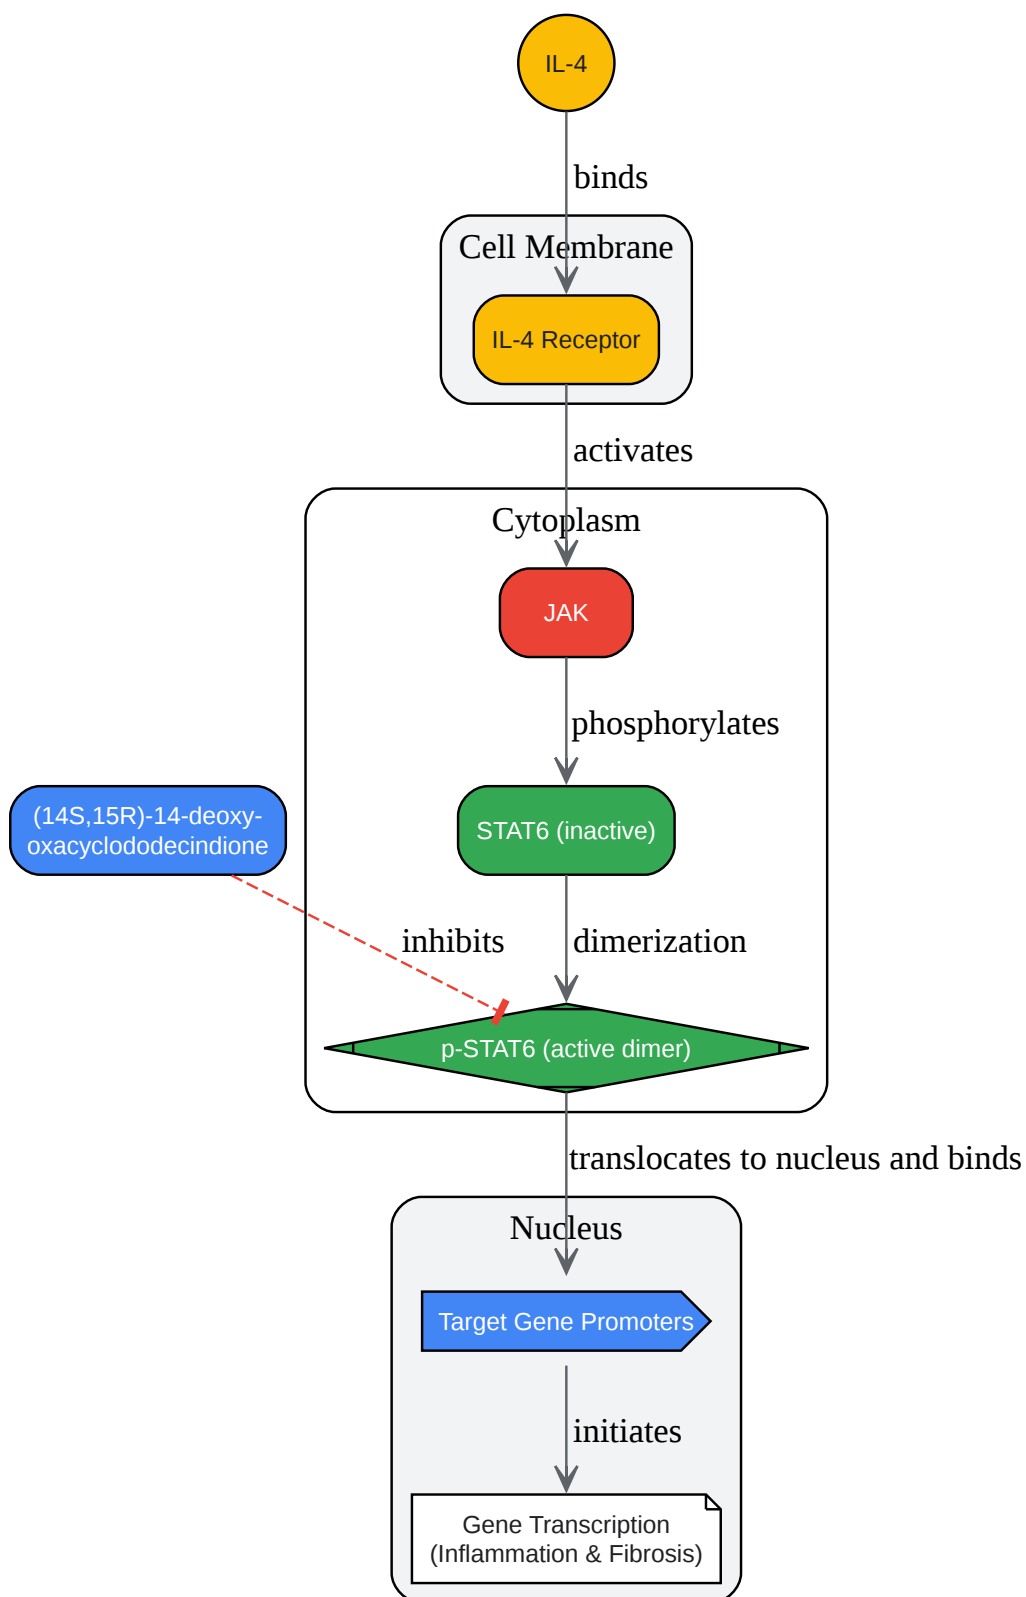 IL-4
binds
Cell Membrane
IL-4 Receptor
activates
Cytoplasm
JAK
phosphorylates
(14S,15R)-14-deoxy-
oxacyclododecindione
STAT6 (inactive)
inhibits
dimerization
p-STAT6 (active dimer)
translocates to nucleus and binds
Nucleus
Target Gene Promoters
initiates
Gene Transcription
(Inflammation & Fibrosis)